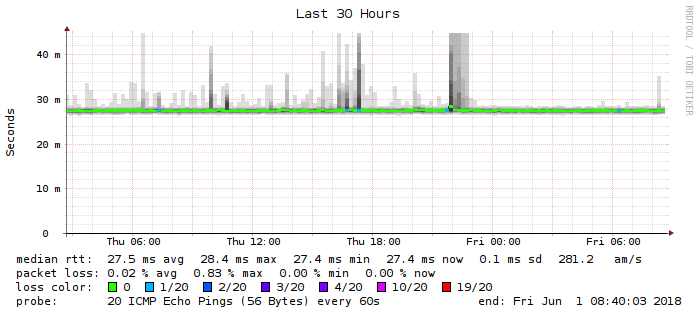 Last 30 Hours
RRDTOOL / TOBI OETIKER
Seconds
40 m
30 m
20 m
10 m
0
Thu 06:00 Thu 12:00 Thu 18:00 Fri 00:00 Fri 06:00
median rtt: 27.5 ms avg 28.4 ms max 27.4 ms min 27.4 ms now 0.1 ms sd 281.2 am/s
packet loss: 0.02 % avg 0.83 % max 0.00 % min 0.00 % now
loss color: 0 1/20 2/20 3/20 4/20 10/20 19/20
probe: 20 ICMP Echo Pings (56 Bytes) every 60s end: Fri Jun 1 08:40:03 2018